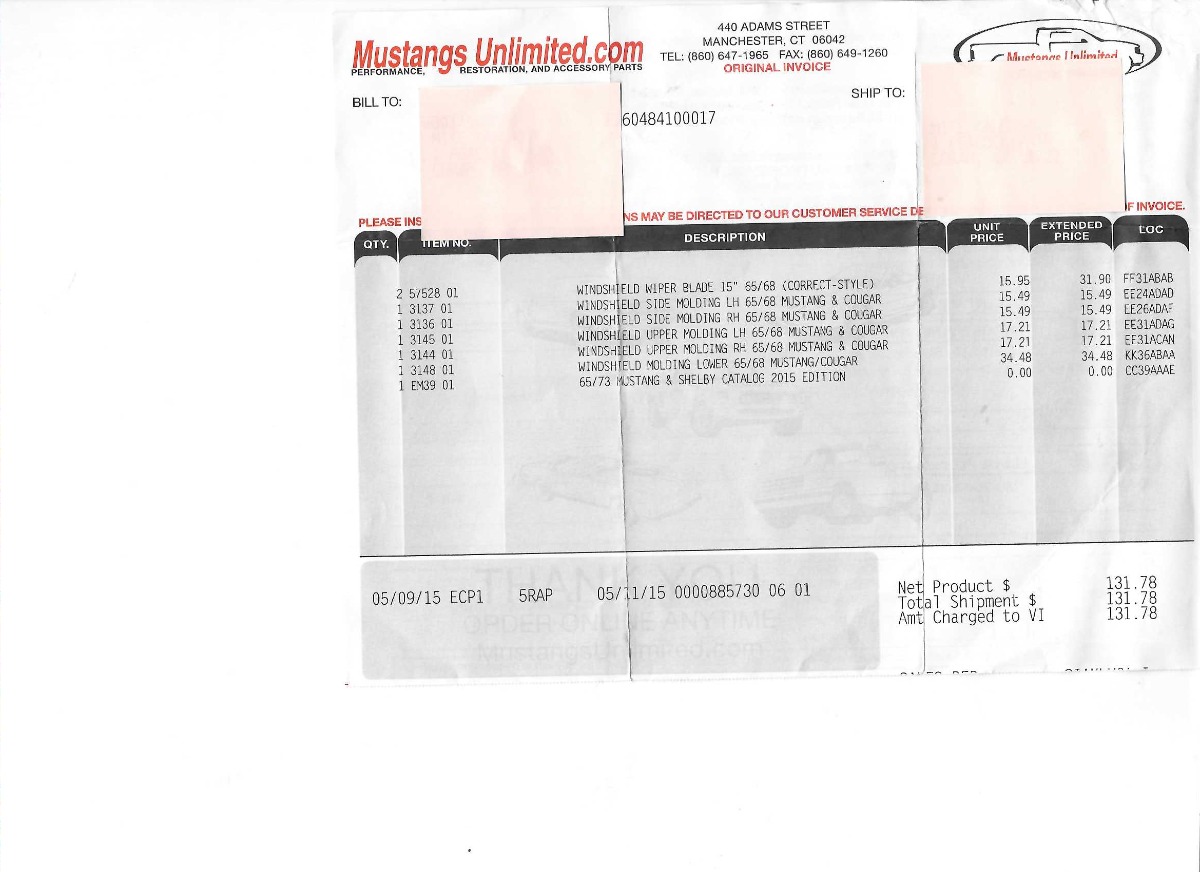 Mustangs Unlimited.com
PERFORMANCE, RESTORATION, AND ACCESSORY PARTS
440 ADAMS STREET
MANCHESTER, CT 06042
TEL: (860) 647-1965 FAX: (860) 649-1260
ORIGINAL INVOICE
Mustangs Unlimited
BILL TO:
SHIP TO:
60484100017
PLEASE INS NS MAY BE DIRECTED TO OUR CUSTOMER SERVICE DE F INVOICE.
QTY. ITEM NO. DESCRIPTION UNIT PRICE EXTENDED PRICE LOC
2 57528 01 WINDSHIELD WIPER BLADE 15" 65/68 (CORRECT-STYLE) 15.95 31.90 FF31ABAB
1 3137 01 WINDSHIELD SIDE MOLDING LH 65/68 MUSTANG & COUGAR 15.49 15.49 EE24ADAD
1 3136 01 WINDSHIELD SIDE MOLDING RH 65/68 MUSTANG & COUGAR 15.49 15.49 EE26ADAF
1 3145 01 WINDSHIELD UPPER MOLDING LH 65/68 MUSTANG & COUGAR 17.21 17.21 EE31ADAG
1 3144 01 WINDSHIELD UPPER MOLDING RH 65/68 MUSTANG & COUGAR 17.21 17.21 EF31ACAN
1 3148 01 WINDSHIELD MOLDING LOWER 65/68 MUSTANG/COUGAR 34.48 34.48 KK36ABAA
1 EM39 01 65/73 MUSTANG & SHELBY CATALOG 2015 EDITION 0.00 0.00 CC39AAAE
THANK YOU
05/09/15 ECP1 5RAP 05/11/15 0000885730 06 01
ORDER ONLINE ANYTIME
MustangsUnlimited.com
Net Product $ 131.78
Total Shipment $ 131.78
Amt Charged to VI 131.78